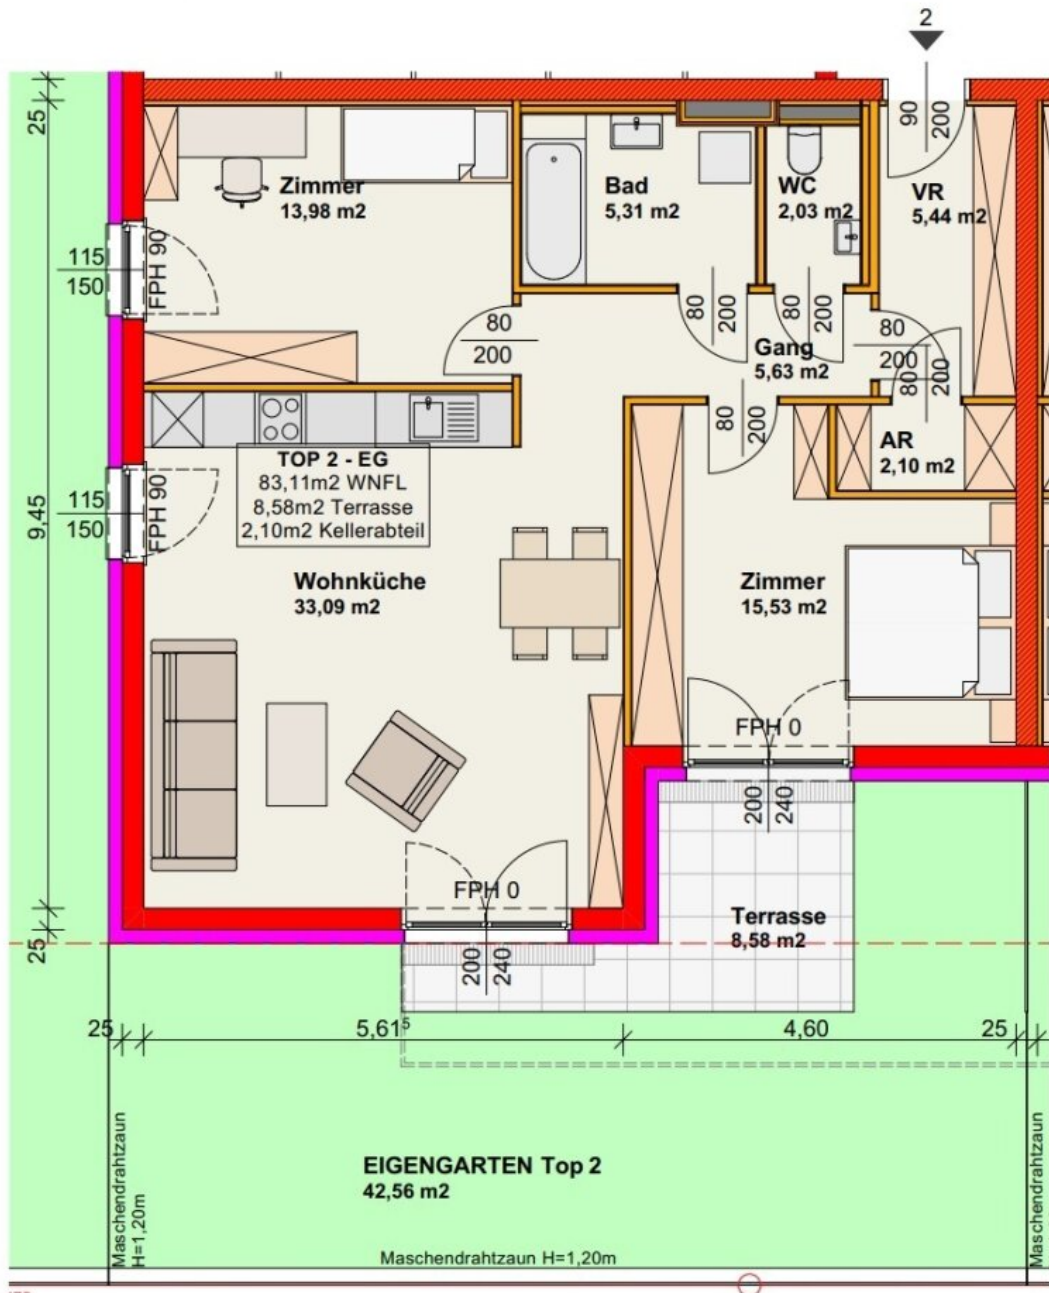 2
25
90
200
Zimmer
13,98 m2
Bad
5,31 m2
WC
2,03 m2
VR
5,44 m2
115
150
FPH 90
80
200
80
200
80
200
80
200
80
200
Gang
5,63 m2
80
200
AR
2,10 m2
TOP 2 - EG
83,11m2 WNFL
8,58m2 Terrasse
2,10m2 Kellerabteil
9,45
115
150
FPH 90
Wohnküche
33,09 m2
Zimmer
15,53 m2
FPH 0
200
240
FPH 0
200
240
Terrasse
8,58 m2
25
25
5,61⁵
4,60
25
EIGENGARTEN Top 2
42,56 m2
Maschendrahtzaun
H=1,20m
Maschendrahtzaun H=1,20m
Maschendrahtzaun